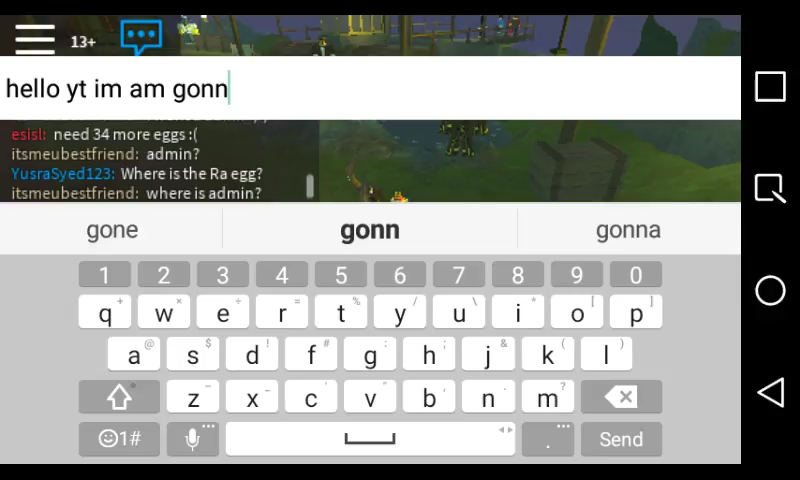 13+
hello yt im am gonn
esisl: need 34 more eggs :(
itsmeubestfriend: admin?
YusraSyed123: Where is the Ra egg?
itsmeubestfriend: where is admin?
gone gonn gonna
1 2 3 4 5 6 7 8 9 0
q w e r t y u i o p
a s d f g h j k l
z x c v b n m
1# . Send